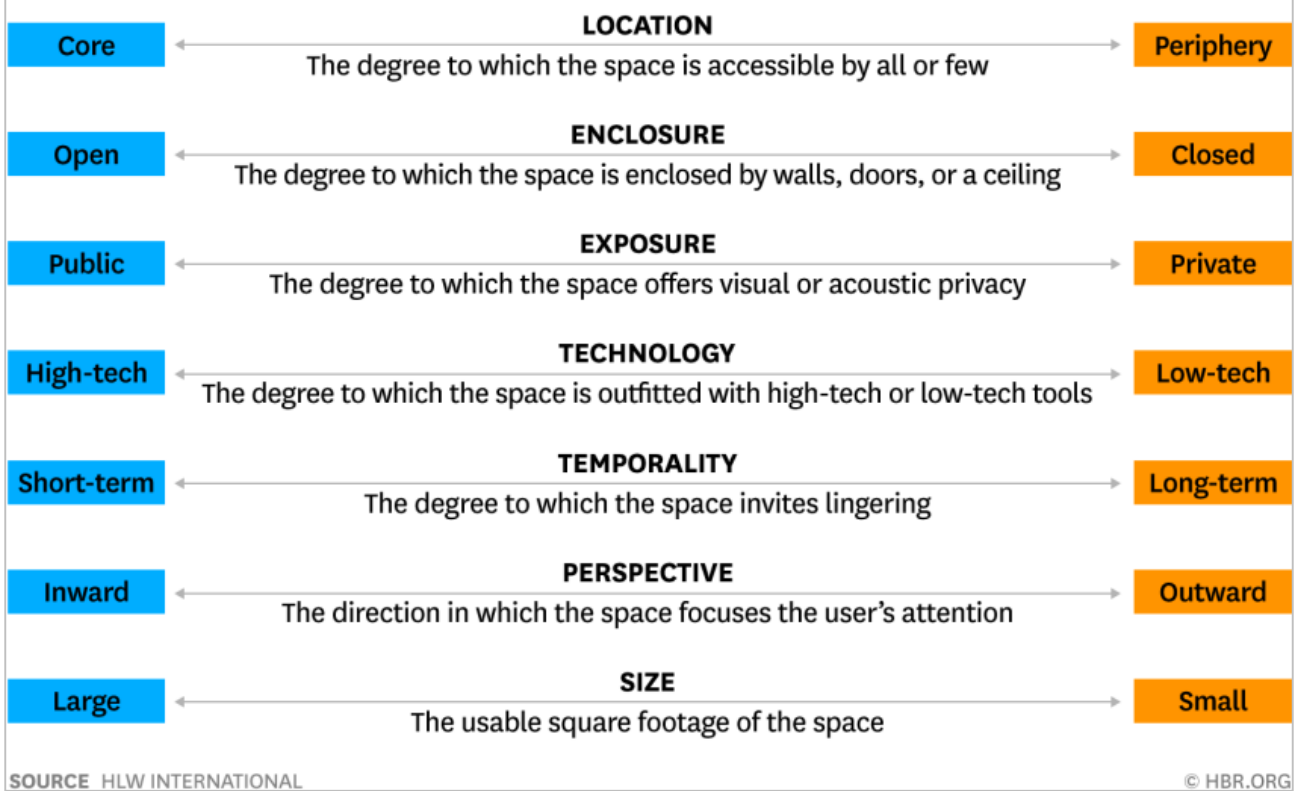 LOCATION
Core
Periphery
The degree to which the space is accessible by all or few
ENCLOSURE
Open
Closed
The degree to which the space is enclosed by walls, doors, or a ceiling
EXPOSURE
Public
Private
The degree to which the space offers visual or acoustic privacy
TECHNOLOGY
High-tech
Low-tech
The degree to which the space is outfitted with high-tech or low-tech tools
TEMPORALITY
Short-term
Long-term
The degree to which the space invites lingering
PERSPECTIVE
Inward
Outward
The direction in which the space focuses the user’s attention
SIZE
Large
Small
The usable square footage of the space
SOURCE HLW INTERNATIONAL
© HBR.ORG